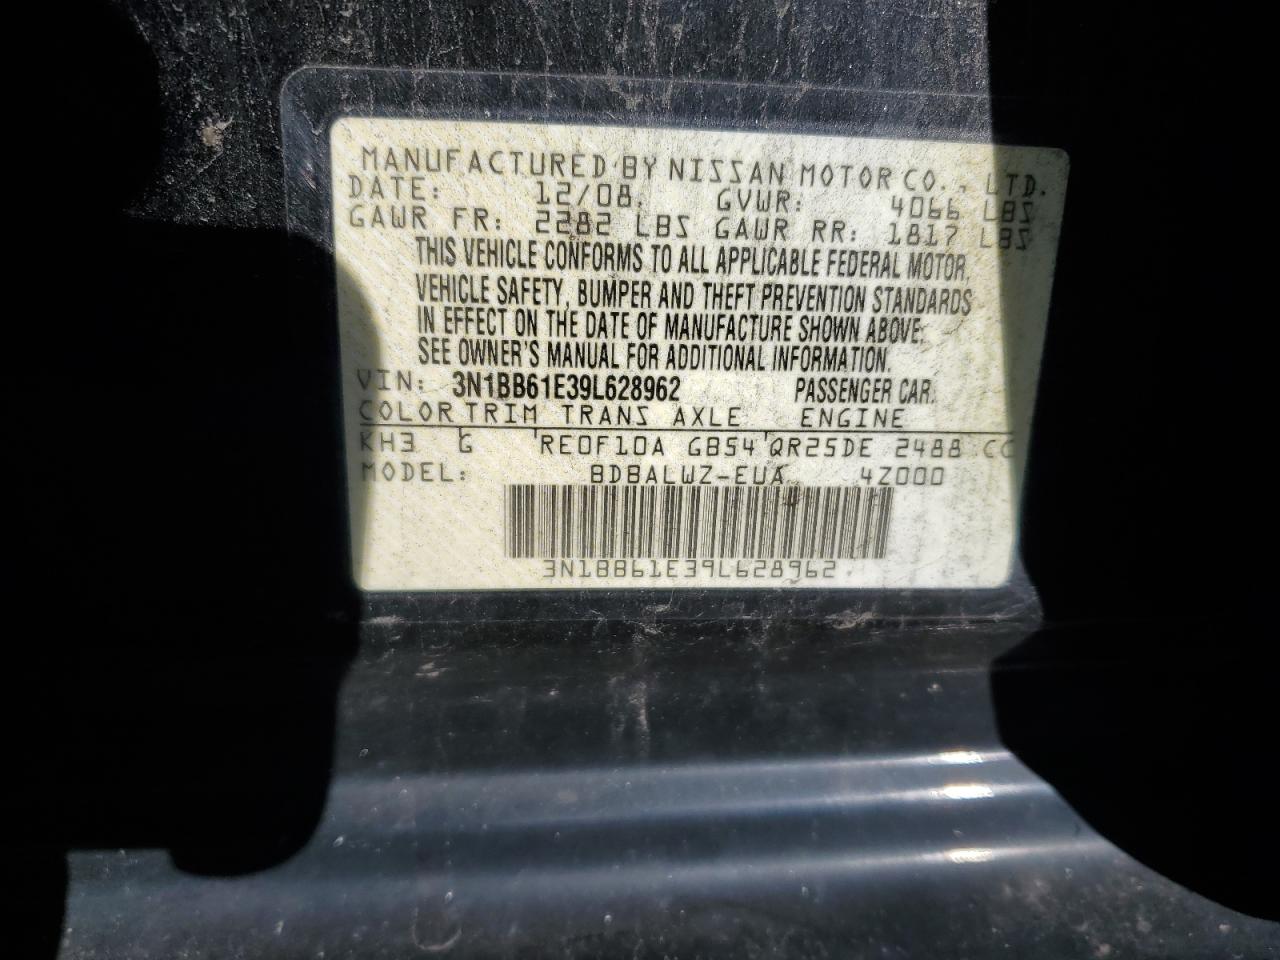 MANUFACTURED BY NISSAN MOTOR CO., LTD.
DATE: 12/08 GVWR: 4066 LBS
GAWR FR: 2282 LBS GAWR RR: 1817 LBS
THIS VEHICLE CONFORMS TO ALL APPLICABLE FEDERAL MOTOR
VEHICLE SAFETY, BUMPER AND THEFT PREVENTION STANDARDS
IN EFFECT ON THE DATE OF MANUFACTURE SHOWN ABOVE.
SEE OWNER'S MANUAL FOR ADDITIONAL INFORMATION.
VIN: 3N1BB61E39L628962 PASSENGER CAR
COLOR TRIM TRANS AXLE ENGINE
KH3 G RE0F10A GB54 QR25DE 2488 CC
MODEL: BDBALWZ-EUA 4Z000
3N1BB61E39L628962